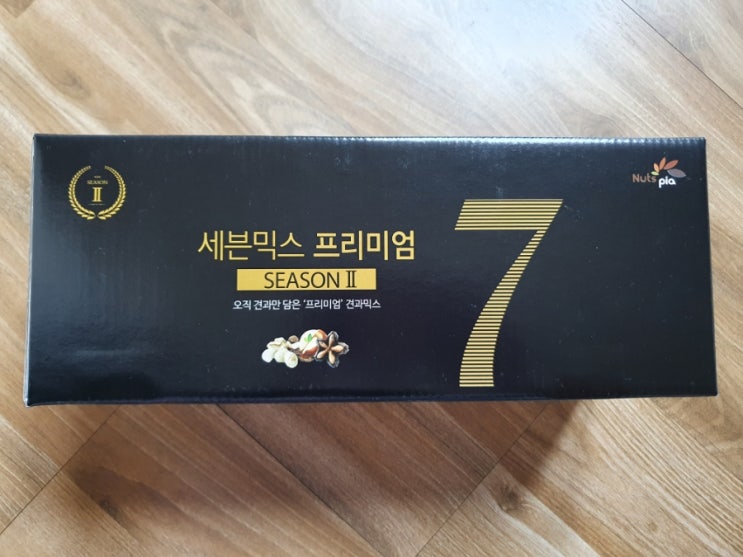 SEASON
Ⅱ
Nuts pia
7
세븐믹스 프리미엄
SEASON Ⅱ
오직 견과만 담은 '프리미엄' 견과믹스